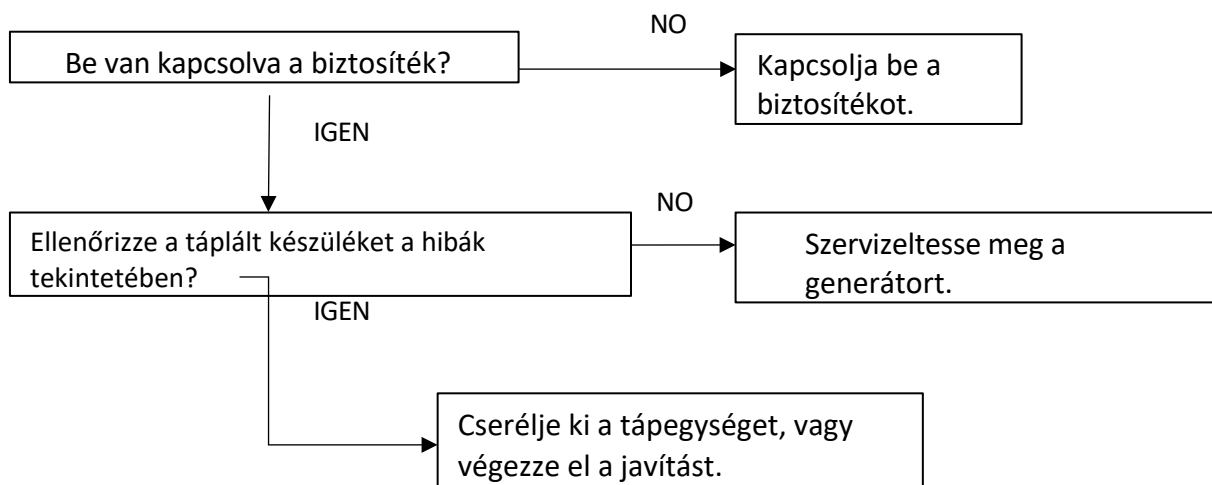 NO
Be van kapcsolva a biztosíték?
Kapcsolja be a
biztosítékot.
IGEN
NO
Ellenőrizze a táplált készüléket a hibák
tekintetében?
Szervizeltesse meg a
generátort.
IGEN
Cserélje ki a tápegységet, vagy
végezze el a javítást.